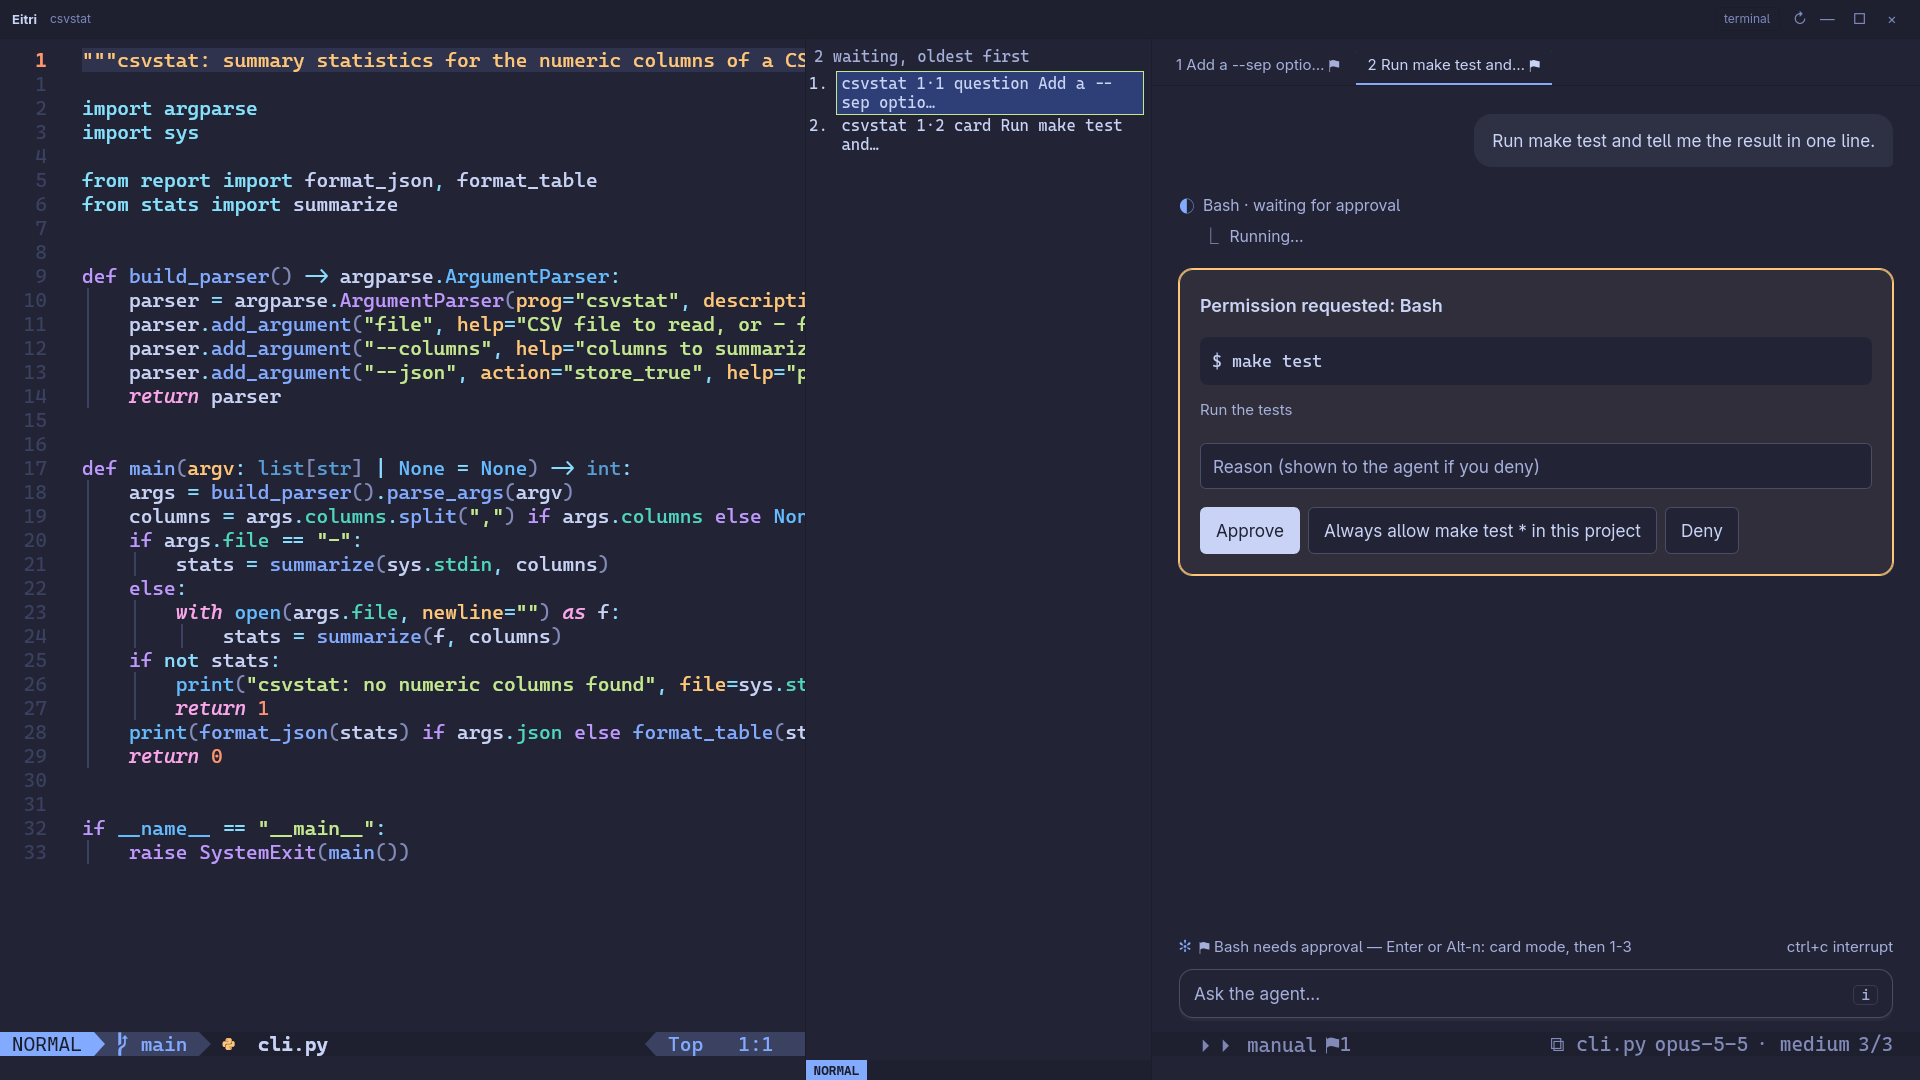 Eitri csvstat
terminal
1 """csvstat: summary statistics for the numeric columns of a CS
1
2 import argparse
3 import sys
4
5 from report import format_json, format_table
6 from stats import summarize
7
8
9 def build_parser() -> argparse.ArgumentParser:
10 parser = argparse.ArgumentParser(prog="csvstat", descripti
11 parser.add_argument("file", help="CSV file to read, or - f
12 parser.add_argument("--columns", help="columns to summariz
13 parser.add_argument("--json", action="store_true", help="p
14 return parser
15
16
17 def main(argv: list[str] | None = None) -> int:
18 args = build_parser().parse_args(argv)
19 columns = args.columns.split(",") if args.columns else Non
20 if args.file == "-":
21 stats = summarize(sys.stdin, columns)
22 else:
23 with open(args.file, newline="") as f:
24 stats = summarize(f, columns)
25 if not stats:
26 print("csvstat: no numeric columns found", file=sys.st
27 return 1
28 print(format_json(stats) if args.json else format_table(st
29 return 0
30
31
32 if __name__ == "__main__":
33 raise SystemExit(main())
NORMAL main cli.py Top 1:1
2 waiting, oldest first
1. csvstat 1·1 question Add a --
sep optio…
2. csvstat 1·2 card Run make test
and…
NORMAL
1 Add a --sep optio… 2 Run make test and…
Run make test and tell me the result in one line.
Bash · waiting for approval
Running…
Permission requested: Bash
$ make test
Run the tests
Reason (shown to the agent if you deny)
Approve Always allow make test * in this project Deny
Bash needs approval — Enter or Alt-n: card mode, then 1-3 ctrl+c interrupt
Ask the agent… i
manual 1 cli.py opus-5-5 · medium 3/3